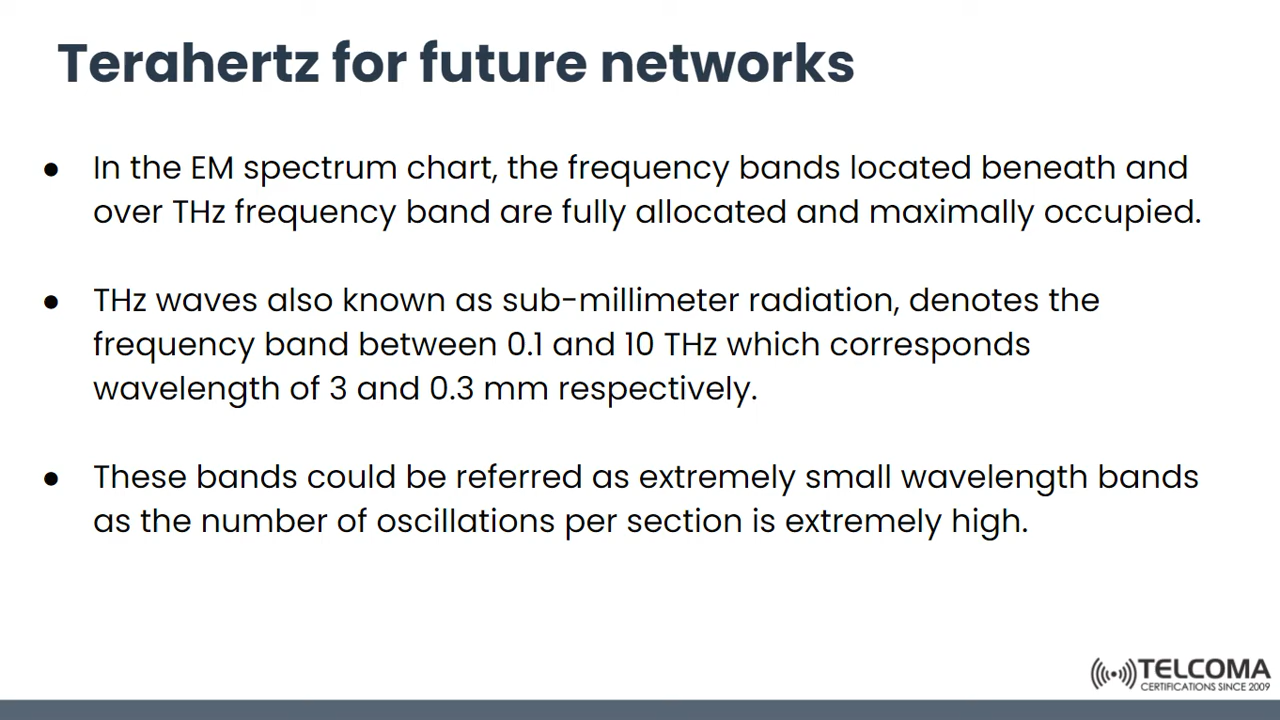 Terahertz for future networks
● In the EM spectrum chart, the frequency bands located beneath and
over THz frequency band are fully allocated and maximally occupied.
● THz waves also known as sub-millimeter radiation, denotes the
frequency band between 0.1 and 10 THz which corresponds
wavelength of 3 and 0.3 mm respectively.
● These bands could be referred as extremely small wavelength bands
as the number of oscillations per section is extremely high.
TELCOMA
CERTIFICATIONS SINCE 2009